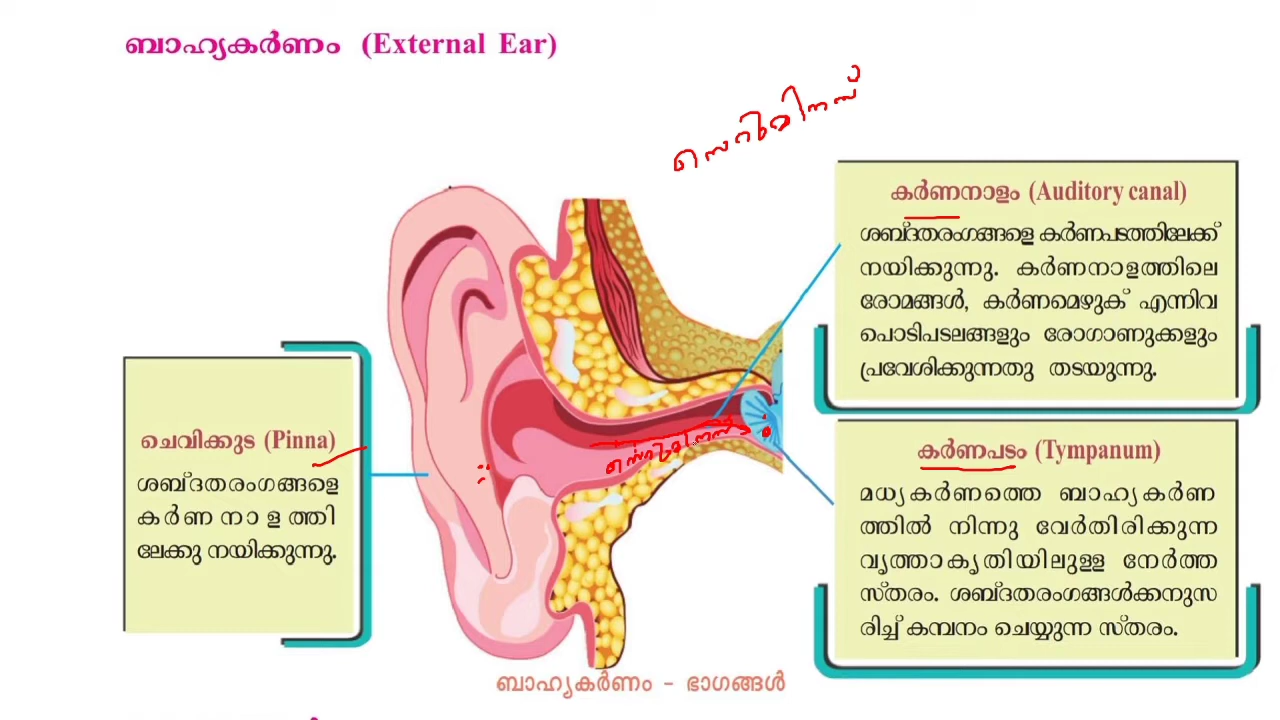 ബാഹ്യകർണം (External Ear)
സെറുമിനസ്
കർണനാളം (Auditory canal)
ശബ്ദതരംഗങ്ങളെ കർണപടത്തിലേക്ക്
നയിക്കുന്നു. കർണനാളത്തിലെ
രോമങ്ങൾ, കർണമെഴുക് എന്നിവ
പൊടിപടലങ്ങളും രോഗാണുക്കളും
പ്രവേശിക്കുന്നതു തടയുന്നു.
ചെവിക്കുട (Pinna)
ശബ്ദതരംഗങ്ങളെ
കർണനാളത്തി
ലേക്കു നയിക്കുന്നു.
സെറുമിനസ്
കർണപടം (Tympanum)
മധ്യകർണത്തെ ബാഹ്യകർണ
ത്തിൽ നിന്നു വേർതിരിക്കുന്ന
വൃത്താകൃതിയിലുള്ള നേർത്ത
സ്തരം. ശബ്ദതരംഗങ്ങൾക്കനുസ
രിച്ച് കമ്പനം ചെയ്യുന്ന സ്തരം.
ബാഹ്യകർണം - ഭാഗങ്ങൾ